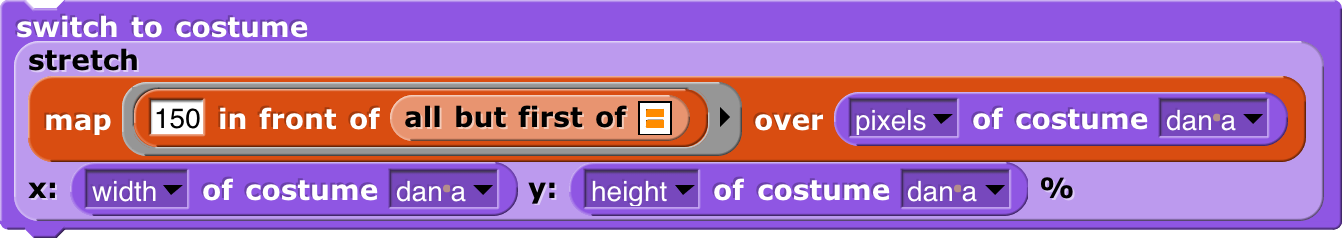 switch to costume
stretch
map 150 in front of all but first of over pixels of costume dan a
x: width of costume dan a y: height of costume dan a %